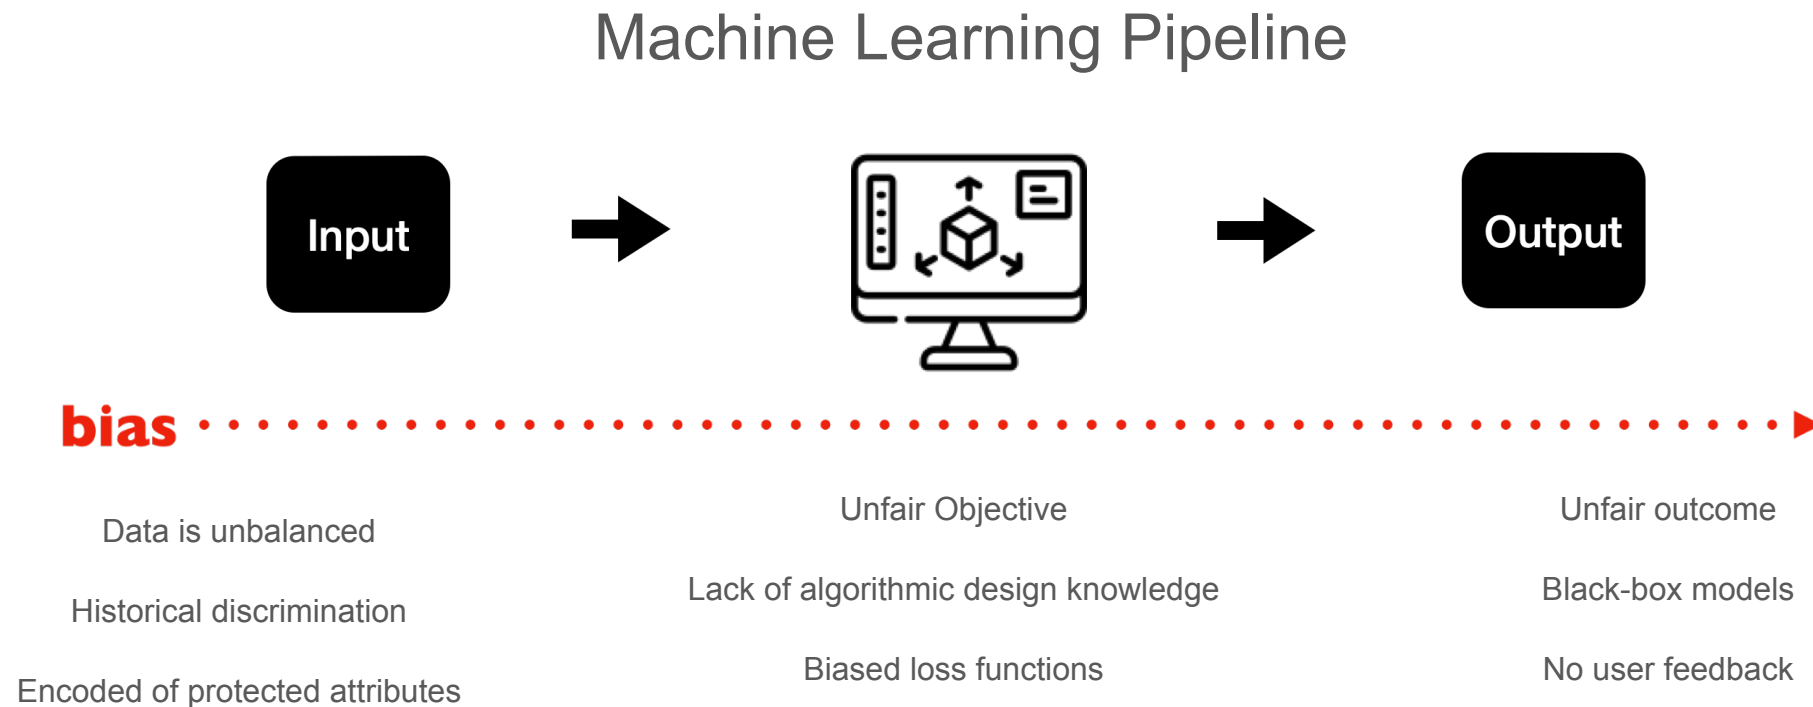 Machine Learning Pipeline
Input
Output
bias
Data is unbalanced
Historical discrimination
Encoded of protected attributes
Unfair Objective
Lack of algorithmic design knowledge
Biased loss functions
Unfair outcome
Black-box models
No user feedback